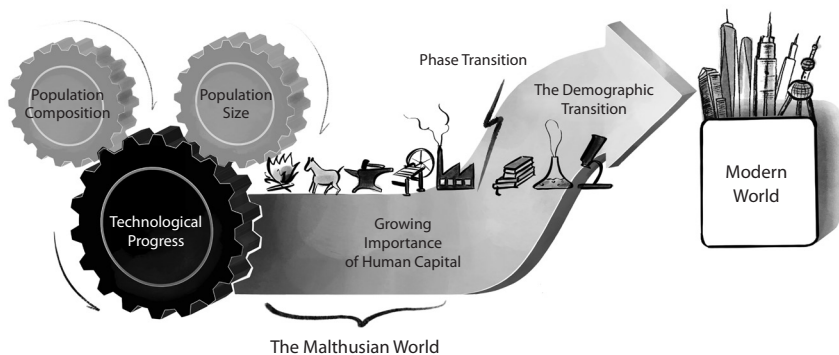 Population
Composition
Population
Size
Technological
Progress
Growing
Importance
of Human Capital
The Malthusian World
Phase Transition
The Demographic
Transition
Modern
World